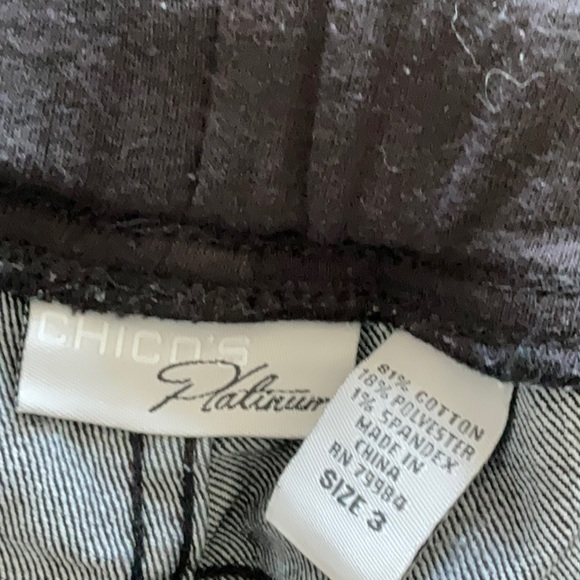 CHICO'S
Platinum
81% COTTON
18% POLYESTER
1% SPANDEX
MADE IN
CHINA
RN 79984
SIZE 3